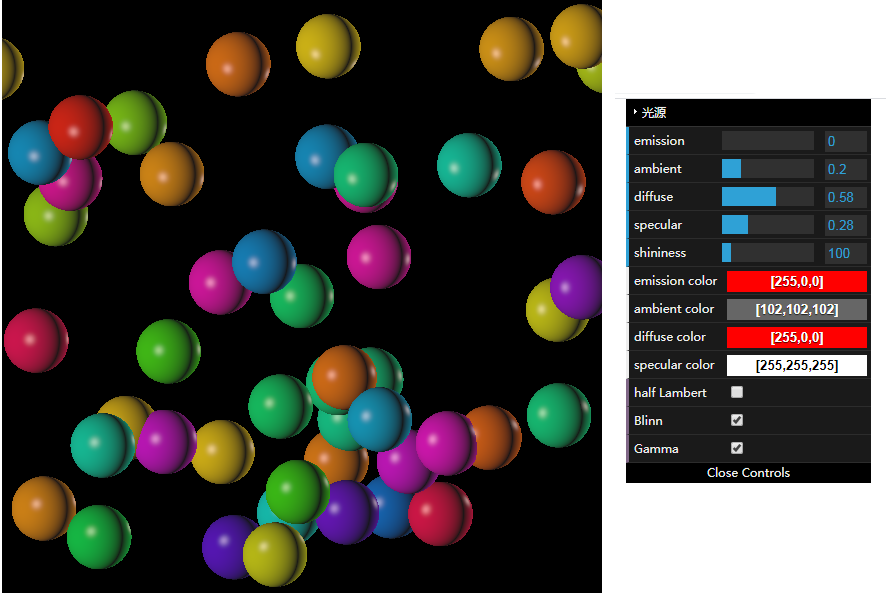 光源
emission 0
ambient 0.2
diffuse 0.58
specular 0.28
shininess 100
emission color [255,0,0]
ambient color [102,102,102]
diffuse color [255,0,0]
specular color [255,255,255]
half Lambert
Blinn
Gamma
Close Controls